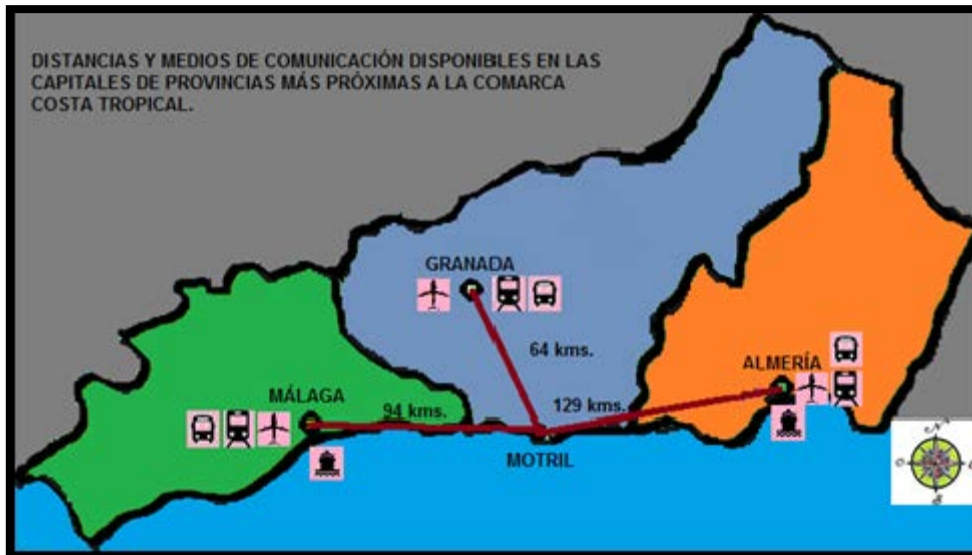 DISTANCIAS Y MEDIOS DE COMUNICACIÓN DISPONIBLES EN LAS
CAPITALES DE PROVINCIAS MÁS PRÓXIMAS A LA COMARCA
COSTA TROPICAL.
GRANADA
64 kms.
ALMERÍA
MÁLAGA
94 kms.
129 kms.
MOTRIL
N
O